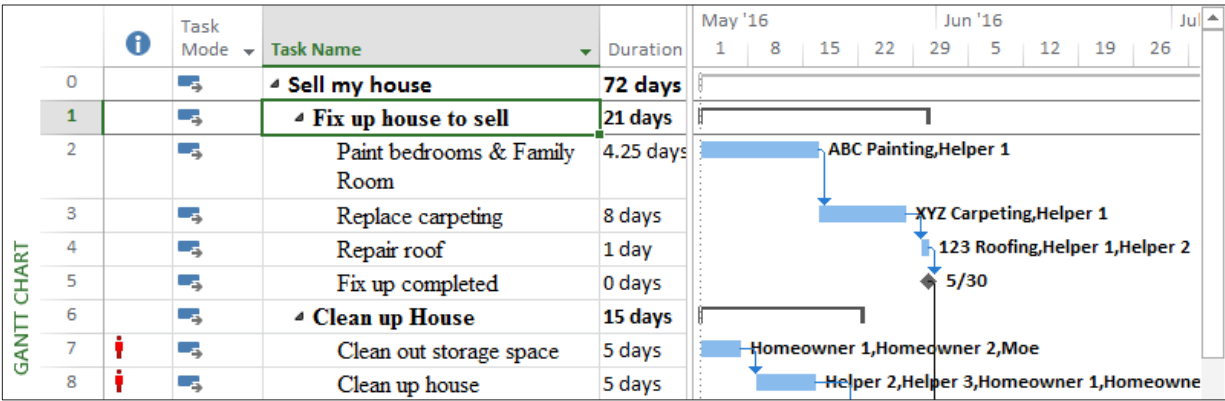 May '16 Jun '16 Jul
Task Mode Task Name Duration 1 8 15 22 29 5 12 19 26
0 Sell my house 72 days
1 Fix up house to sell 21 days
2 Paint bedrooms & Family Room 4.25 days ABC Painting,Helper 1
3 Replace carpeting 8 days XYZ Carpeting,Helper 1
4 Repair roof 1 day 123 Roofing,Helper 1,Helper 2
5 Fix up completed 0 days 5/30
6 Clean up House 15 days
7 Clean out storage space 5 days Homeowner 1,Homeowner 2,Moe
8 Clean up house 5 days Helper 2,Helper 3,Homeowner 1,Homeowne
GANTT CHART